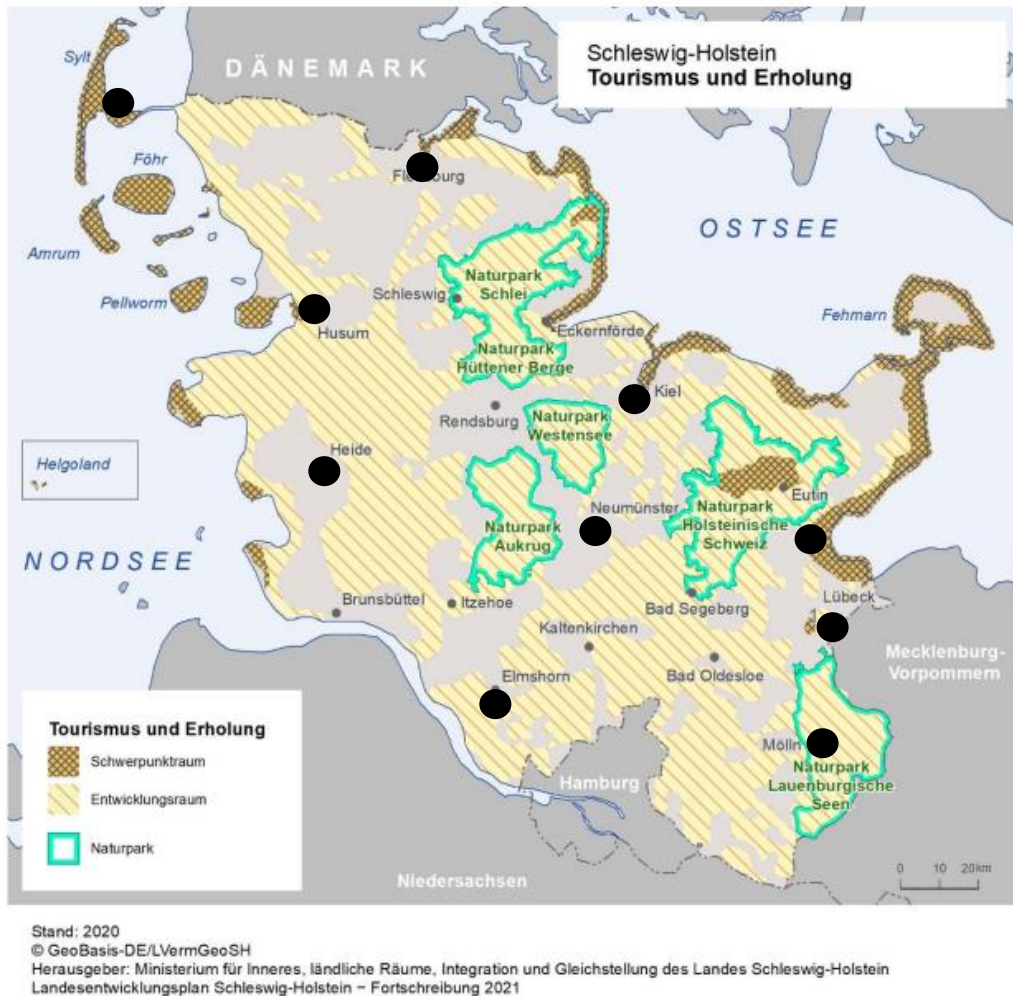 Schleswig-Holstein
Tourismus und Erholung
DÄNEMARK
Sylt
Föhr
Amrum
Pellworm
OSTSEE
Fehmarn
Flensburg
Naturpark
Schlei
Schleswig
Husum
Eckernförde
Naturpark
Hüttener Berge
Kiel
Rendsburg
Naturpark
Westensee
Heide
Helgoland
Eutin
Neumünster
Naturpark
Holsteinische
Schweiz
Naturpark
Aukrug
NORDSEE
Brunsbüttel
Itzehoe
Bad Segeberg
Lübeck
Kaltenkirchen
Mecklenburg-
Vorpommern
Elmshorn
Bad Oldesloe
Mölln
Naturpark
Lauenburgische
Seen
Hamburg
Niedersachsen
Tourismus und Erholung
Schwerpunktraum
Entwicklungsraum
Naturpark
0 10 20km
Stand: 2020
© GeoBasis-DE/LVermGeoSH
Herausgeber: Ministerium für Inneres, ländliche Räume, Integration und Gleichstellung des Landes Schleswig-Holstein
Landesentwicklungsplan Schleswig-Holstein − Fortschreibung 2021